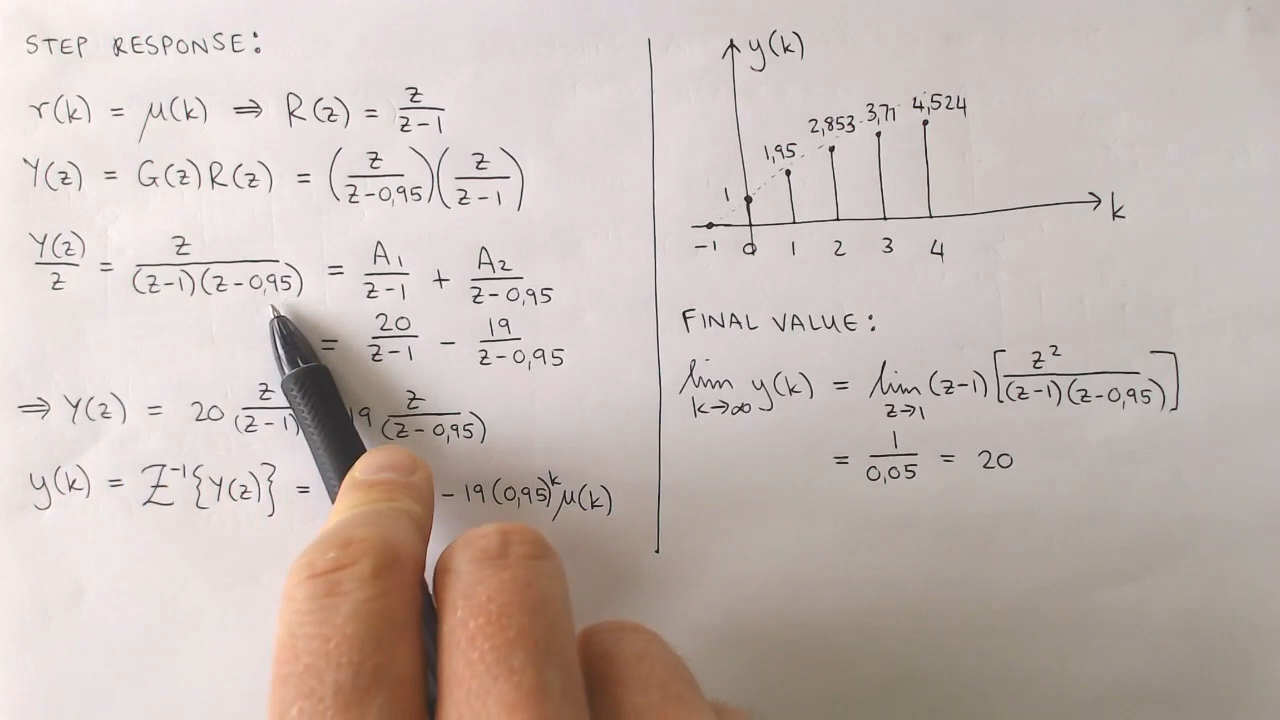 STEP RESPONSE:
r(k) = μ(k) ⇒ R(z) = z/(z-1)
Y(z) = G(z)R(z) = (z/(z-0,95))(z/(z-1))
Y(z)/z = z/((z-1)(z-0,95)) = A₁/(z-1) + A₂/(z-0,95)
= 20/(z-1) - 19/(z-0,95)
⇒ Y(z) = 20 z/(z-1) 19 z/(z-0,95)
y(k) = Z⁻¹{Y(z)} = - 19(0,95)^k μ(k)
y(k)
1 1,95 2,853 3,71 4,524
-1 0 1 2 3 4 k
FINAL VALUE:
lim k→∞ y(k) = lim z→1 (z-1)[z²/((z-1)(z-0,95))]
= 1/0,05 = 20